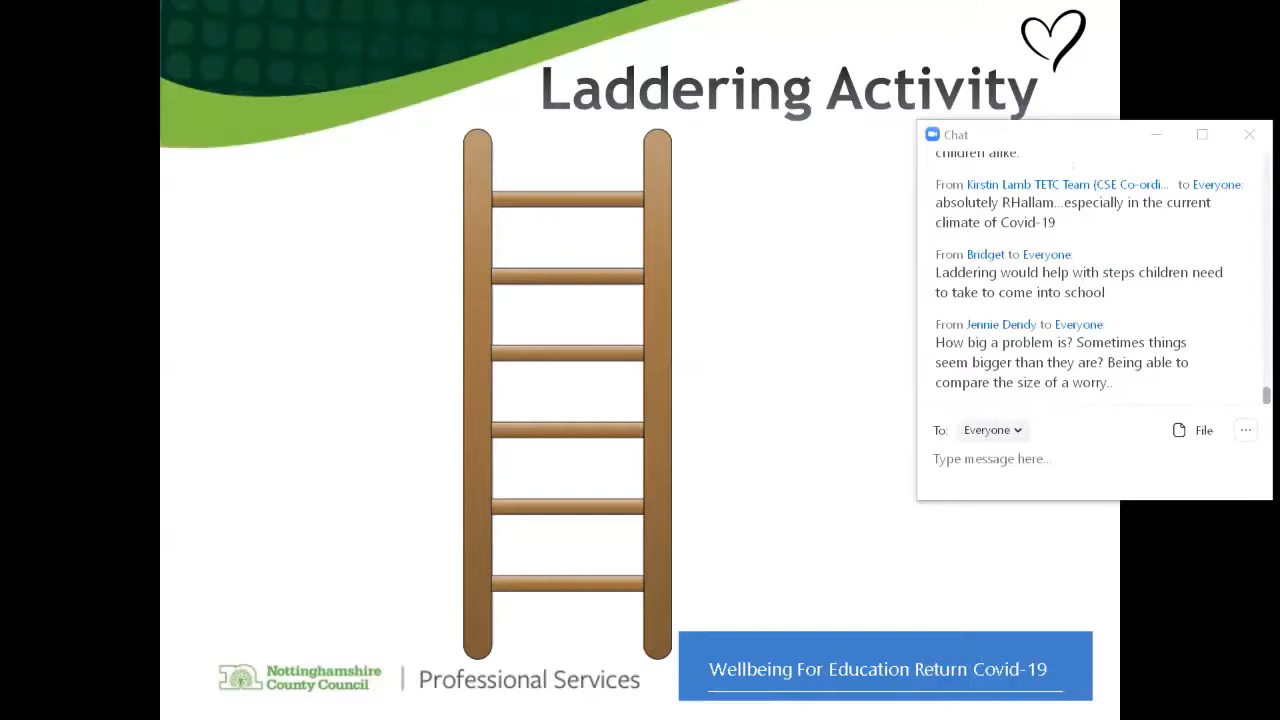 Laddering Activity
Chat
children alike.
From Kirstin Lamb TETC Team (CSE Co-ordi... to Everyone:
absolutely RHallam...especially in the current
climate of Covid-19
From Bridget to Everyone:
Laddering would help with steps children need
to take to come into school
From Jennie Dendy to Everyone:
How big a problem is? Sometimes things
seem bigger than they are? Being able to
compare the size of a worry..
To: Everyone File ...
Type message here...
Nottinghamshire
County Council
Professional Services
Wellbeing For Education Return Covid-19